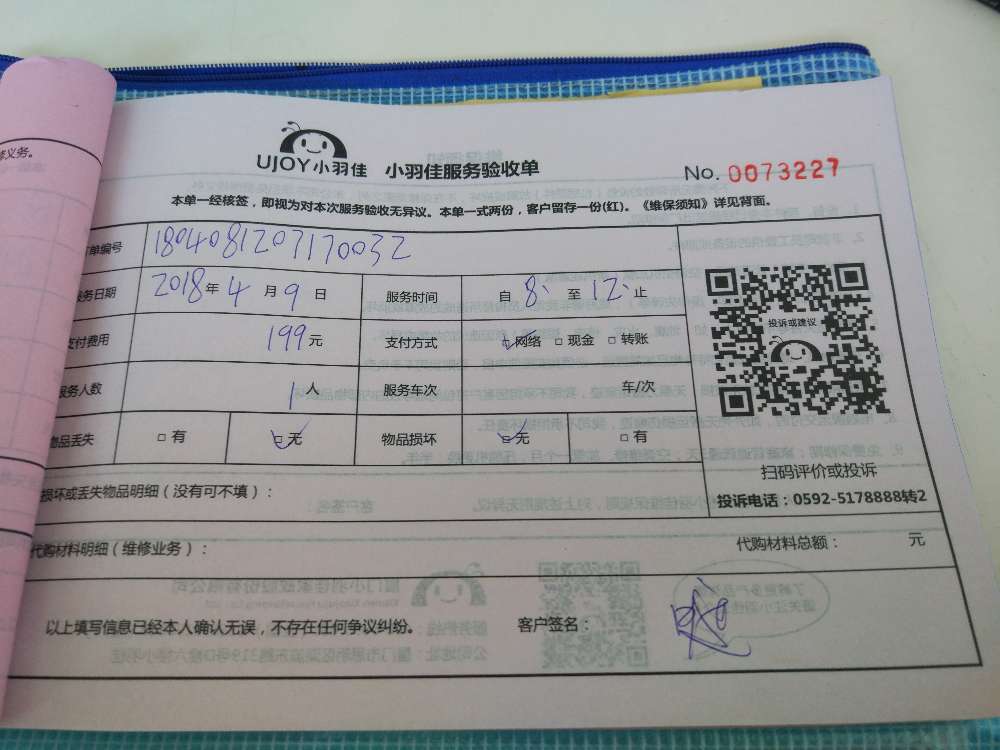 义务。
UJOY小羽佳 小羽佳服务验收单 No. 0073227
本单一经核签，即视为对本次服务验收无异议。本单一式两份，客户留存一份(红)。《维保须知》详见背面。
单编号 1804081207170032
务日期 2018年4月9日 服务时间 自8:至12:止
支付费用 199元 支付方式 网络 □现金 □转账
服务人数 1人 服务车次 车/次
物品丢失 □有 □无 物品损坏 □无 □有
投诉或建议
扫码评价或投诉
投诉电话：0592-5178888转2
损坏或丢失物品明细（没有可不填）：
代购材料明细（维修业务）： 代购材料总额： 元
以上填写信息已经本人确认无误，不存在任何争议纠纷。 客户签名：